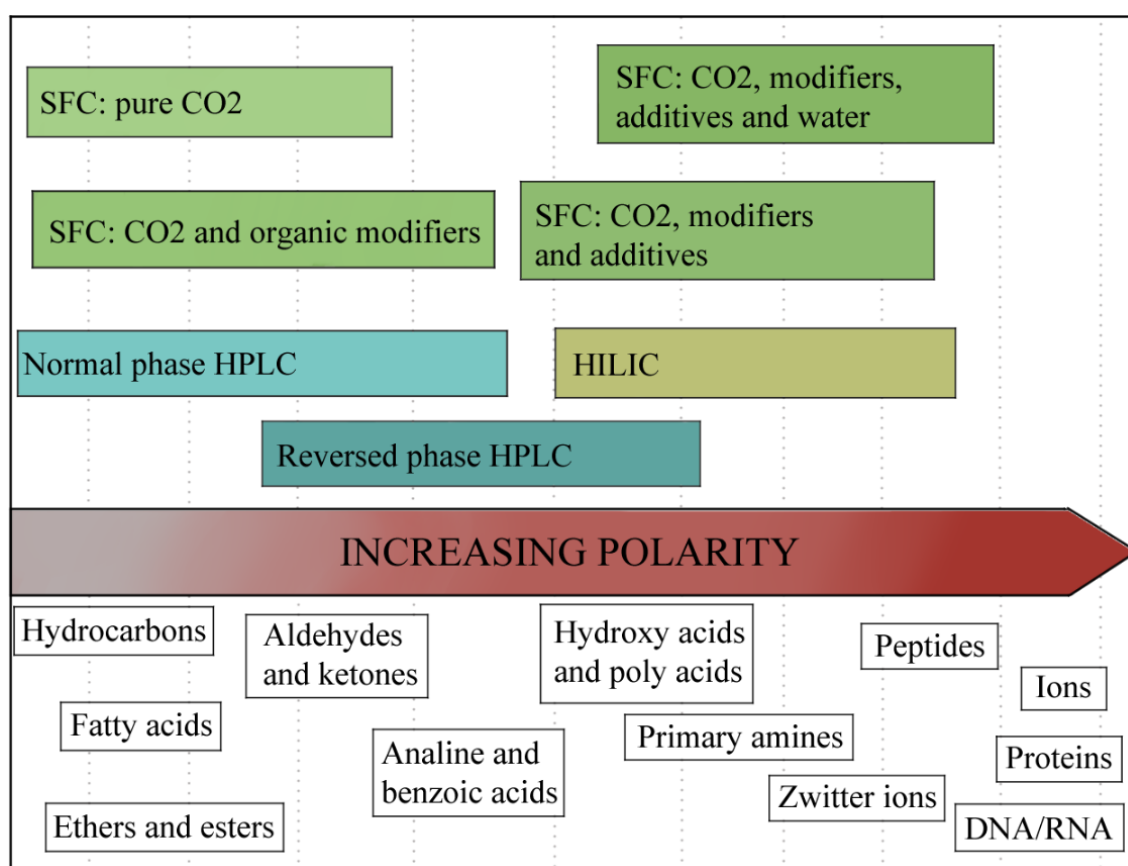 SFC: pure CO2
SFC: CO2, modifiers,
additives and water
SFC: CO2 and organic modifiers
SFC: CO2, modifiers
and additives
Normal phase HPLC
HILIC
Reversed phase HPLC
INCREASING POLARITY
Hydrocarbons
Aldehydes
and ketones
Hydroxy acids
and poly acids
Peptides
Ions
Fatty acids
Analine and
benzoic acids
Primary amines
Proteins
Zwitter ions
Ethers and esters
DNA/RNA